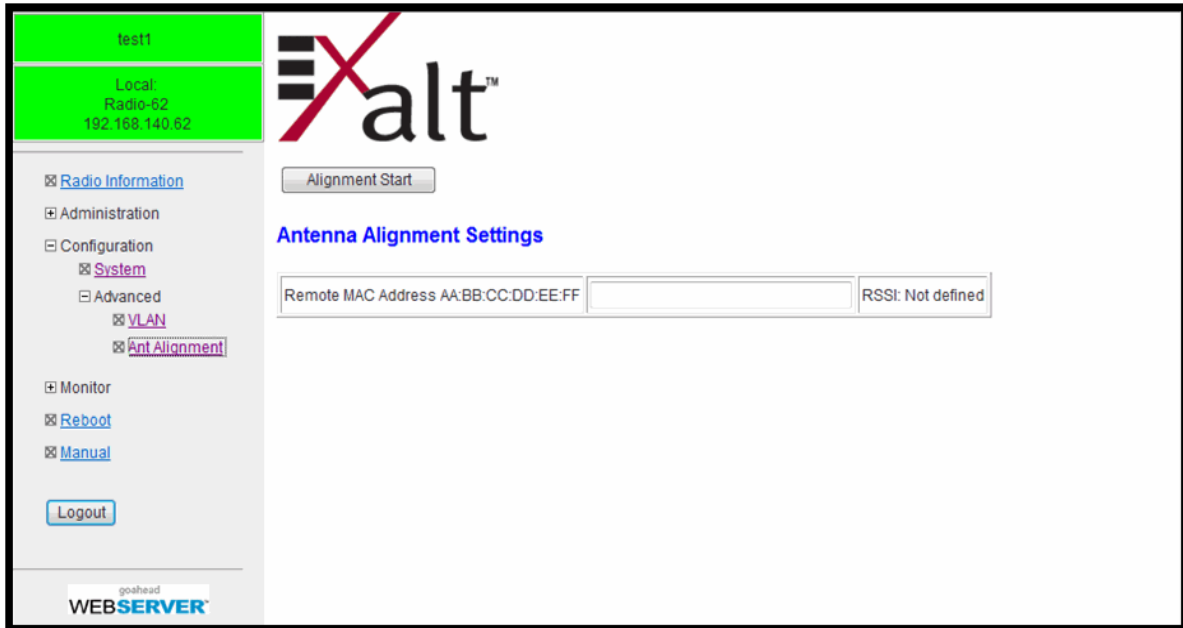 test1
Local:
Radio-62
192.168.140.62
Radio Information
Administration
Configuration
System
Advanced
VLAN
Ant Alignment
Monitor
Reboot
Manual
Logout
goahead
WEBSERVER
EXalt™
Alignment Start
Antenna Alignment Settings
Remote MAC Address AA:BB:CC:DD:EE:FF RSSI: Not defined